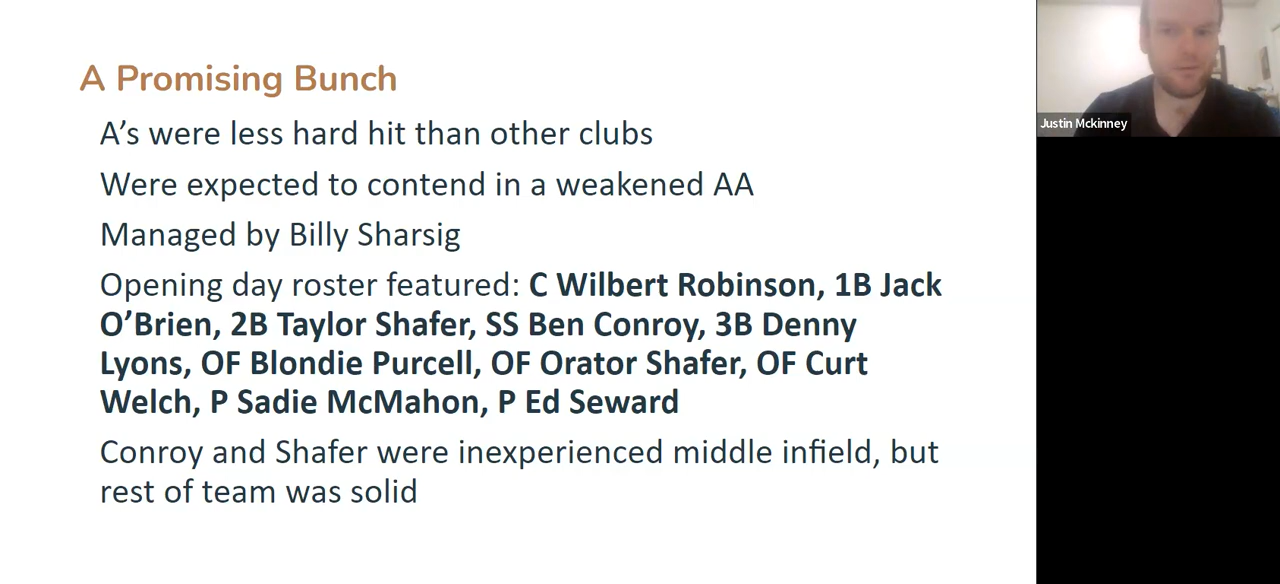 A Promising Bunch
A’s were less hard hit than other clubs
Were expected to contend in a weakened AA
Managed by Billy Sharsig
Opening day roster featured: C Wilbert Robinson, 1B Jack
O’Brien, 2B Taylor Shafer, SS Ben Conroy, 3B Denny
Lyons, OF Blondie Purcell, OF Orator Shafer, OF Curt
Welch, P Sadie McMahon, P Ed Seward
Conroy and Shafer were inexperienced middle infield, but
rest of team was solid
Justin Mckinney